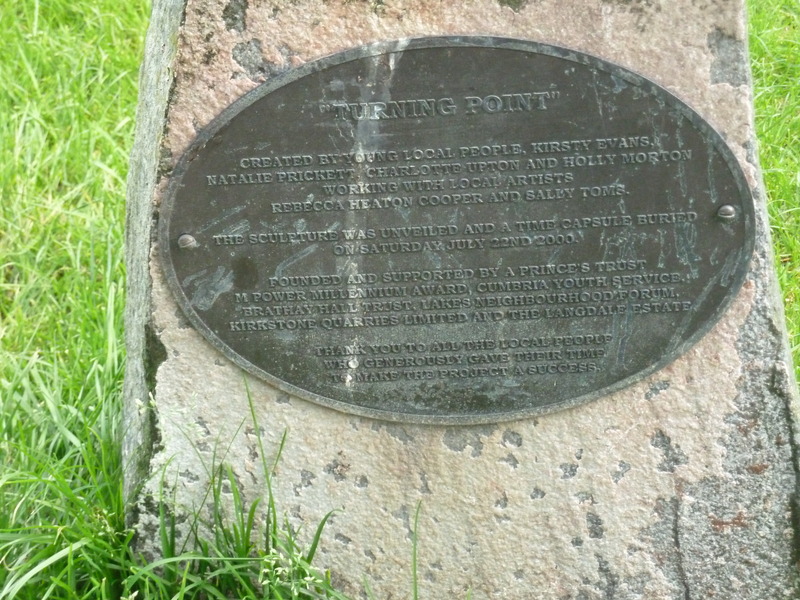 "TURNING POINT"
CREATED BY YOUNG LOCAL PEOPLE, KIRSTY EVANS,
NATALIE PRICKETT, CHARLOTTE UPTON AND HOLLY MORTON
WORKING WITH LOCAL ARTISTS
REBECCA HEATON COOPER AND SALLY TOMS.
THE SCULPTURE WAS UNVEILED AND A TIME CAPSULE BURIED
ON SATURDAY JULY 22ND 2000.
FOUNDED AND SUPPORTED BY A PRINCE'S TRUST
M POWER MILLENNIUM AWARD, CUMBRIA YOUTH SERVICE,
BRATHAY HALL TRUST, LAKES NEIGHBOURHOOD FORUM,
KIRKSTONE QUARRIES LIMITED AND THE LANGDALE ESTATE
THANK YOU TO ALL THE LOCAL PEOPLE
WHO GENEROUSLY GAVE THEIR TIME
TO MAKE THE PROJECT A SUCCESS.